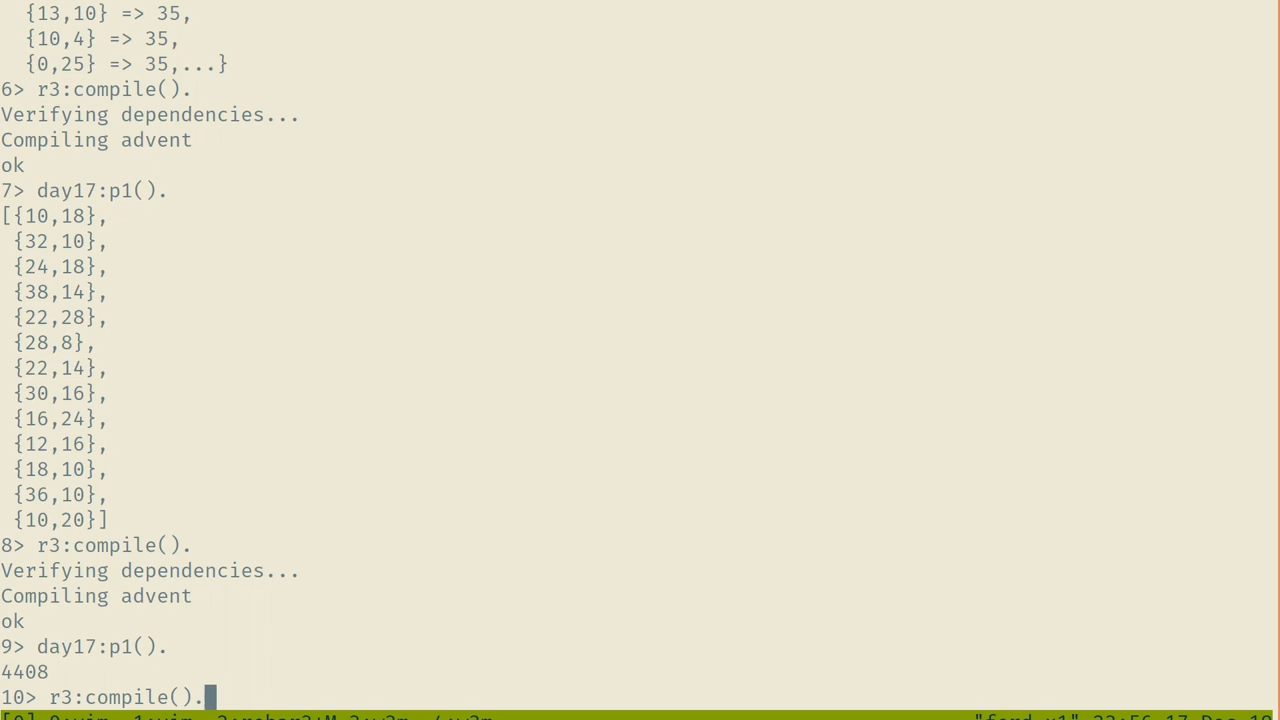 {13,10} => 35,
{10,4} => 35,
{0,25} => 35,...}
6> r3:compile().
Verifying dependencies...
Compiling advent
ok
7> day17:p1().
[{10,18},
{32,10},
{24,18},
{38,14},
{22,28},
{28,8},
{22,14},
{30,16},
{16,24},
{12,16},
{18,10},
{36,10},
{10,20}]
8> r3:compile().
Verifying dependencies...
Compiling advent
ok
9> day17:p1().
4408
10> r3:compile().